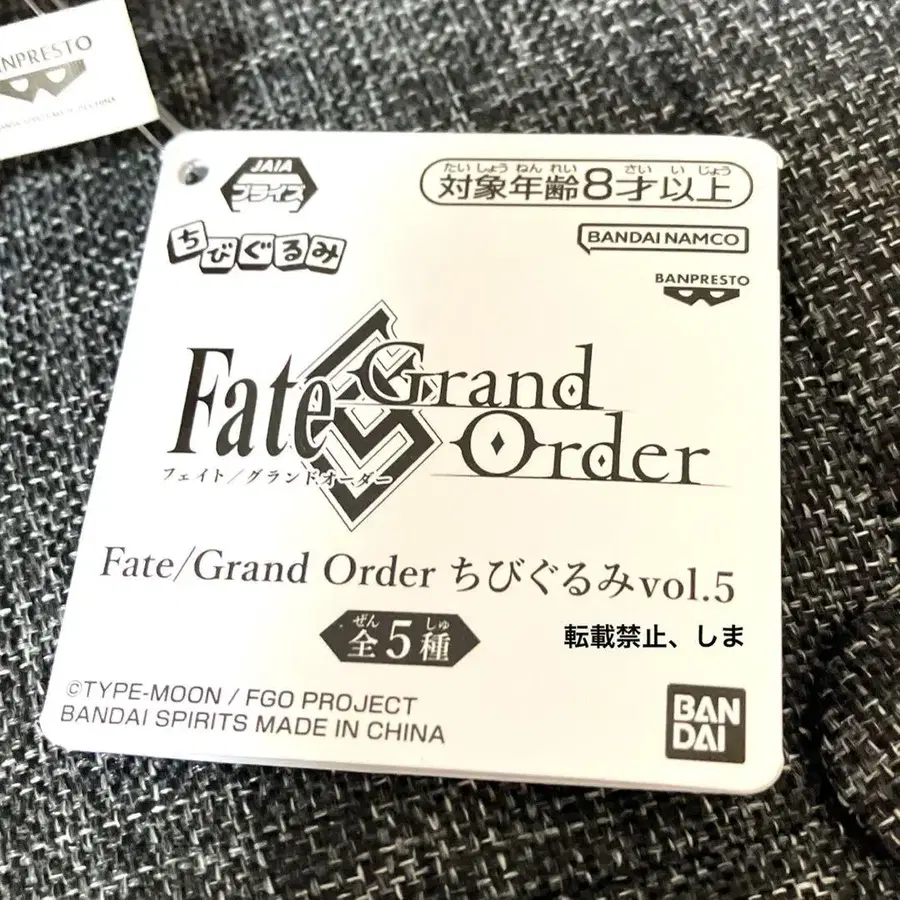 BANPRESTO
JAIA
プライズ
たいしょうねんれい さいいじょう
対象年齢8才以上
ちびぐるみ
BANDAI NAMCO
BANPRESTO
Fate Grand Order
フェイト/グランドオーダー
Fate/Grand Order ちびぐるみvol.5
ぜん しゅ
全5種
転載禁止、しま
©TYPE-MOON / FGO PROJECT
BANDAI SPIRITS MADE IN CHINA
BAN
DAI